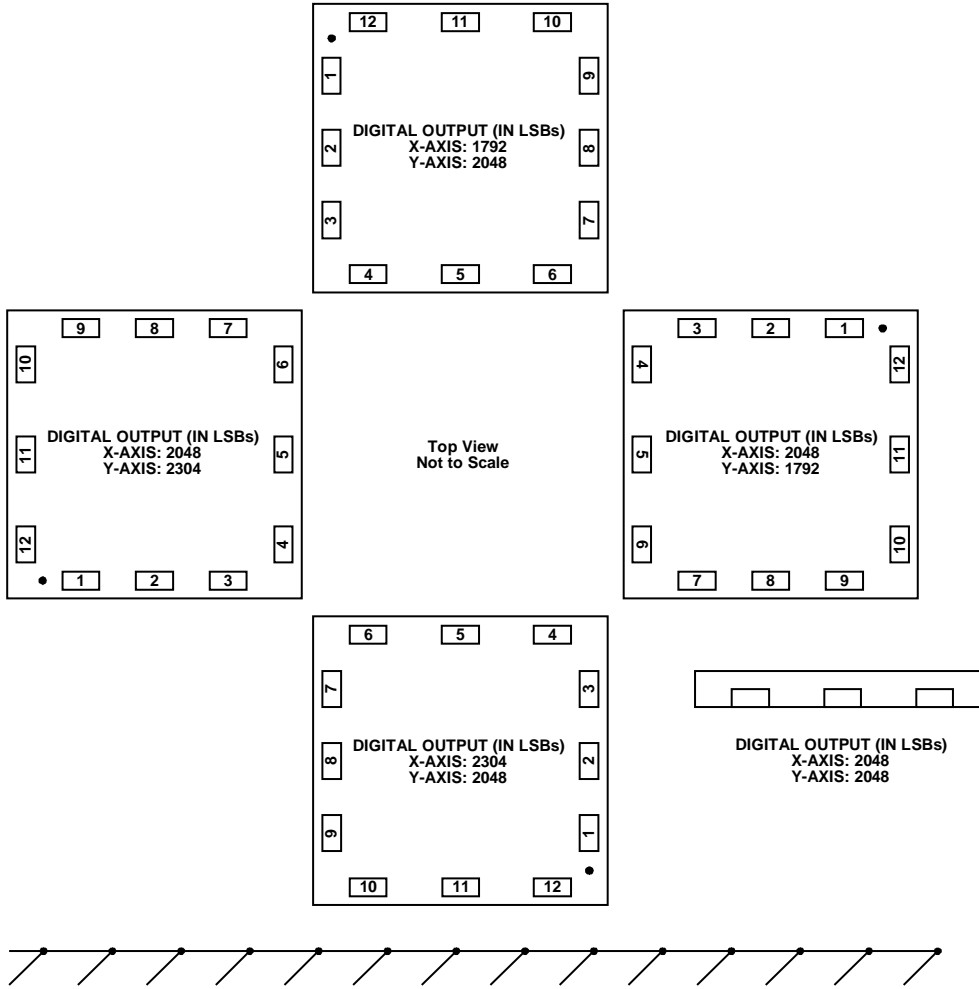 12 11 10
1
9
DIGITAL OUTPUT (IN LSBs)
X-AXIS: 1792
Y-AXIS: 2048
2
8
3
7
4 5 6
9 8 7
10
6
DIGITAL OUTPUT (IN LSBs)
X-AXIS: 2048
Y-AXIS: 2304
11
5
12
4
1 2 3
Top View
Not to Scale
3 2 1
4
12
DIGITAL OUTPUT (IN LSBs)
X-AXIS: 2048
Y-AXIS: 1792
5
11
6
10
7 8 9
6 5 4
7
3
DIGITAL OUTPUT (IN LSBs)
X-AXIS: 2304
Y-AXIS: 2048
8
2
9
1
10 11 12
DIGITAL OUTPUT (IN LSBs)
X-AXIS: 2048
Y-AXIS: 2048